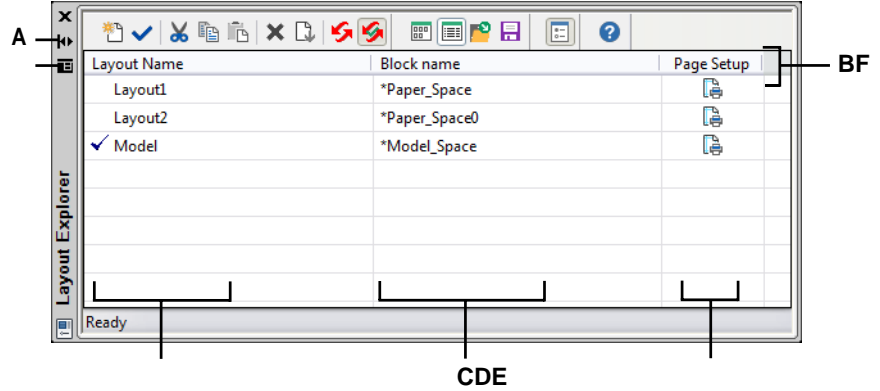 A
BF
Layout Name Block name Page Setup
Layout1 *Paper_Space
Layout2 *Paper_Space0
Model *Model_Space
Layout Explorer
Ready
CDE